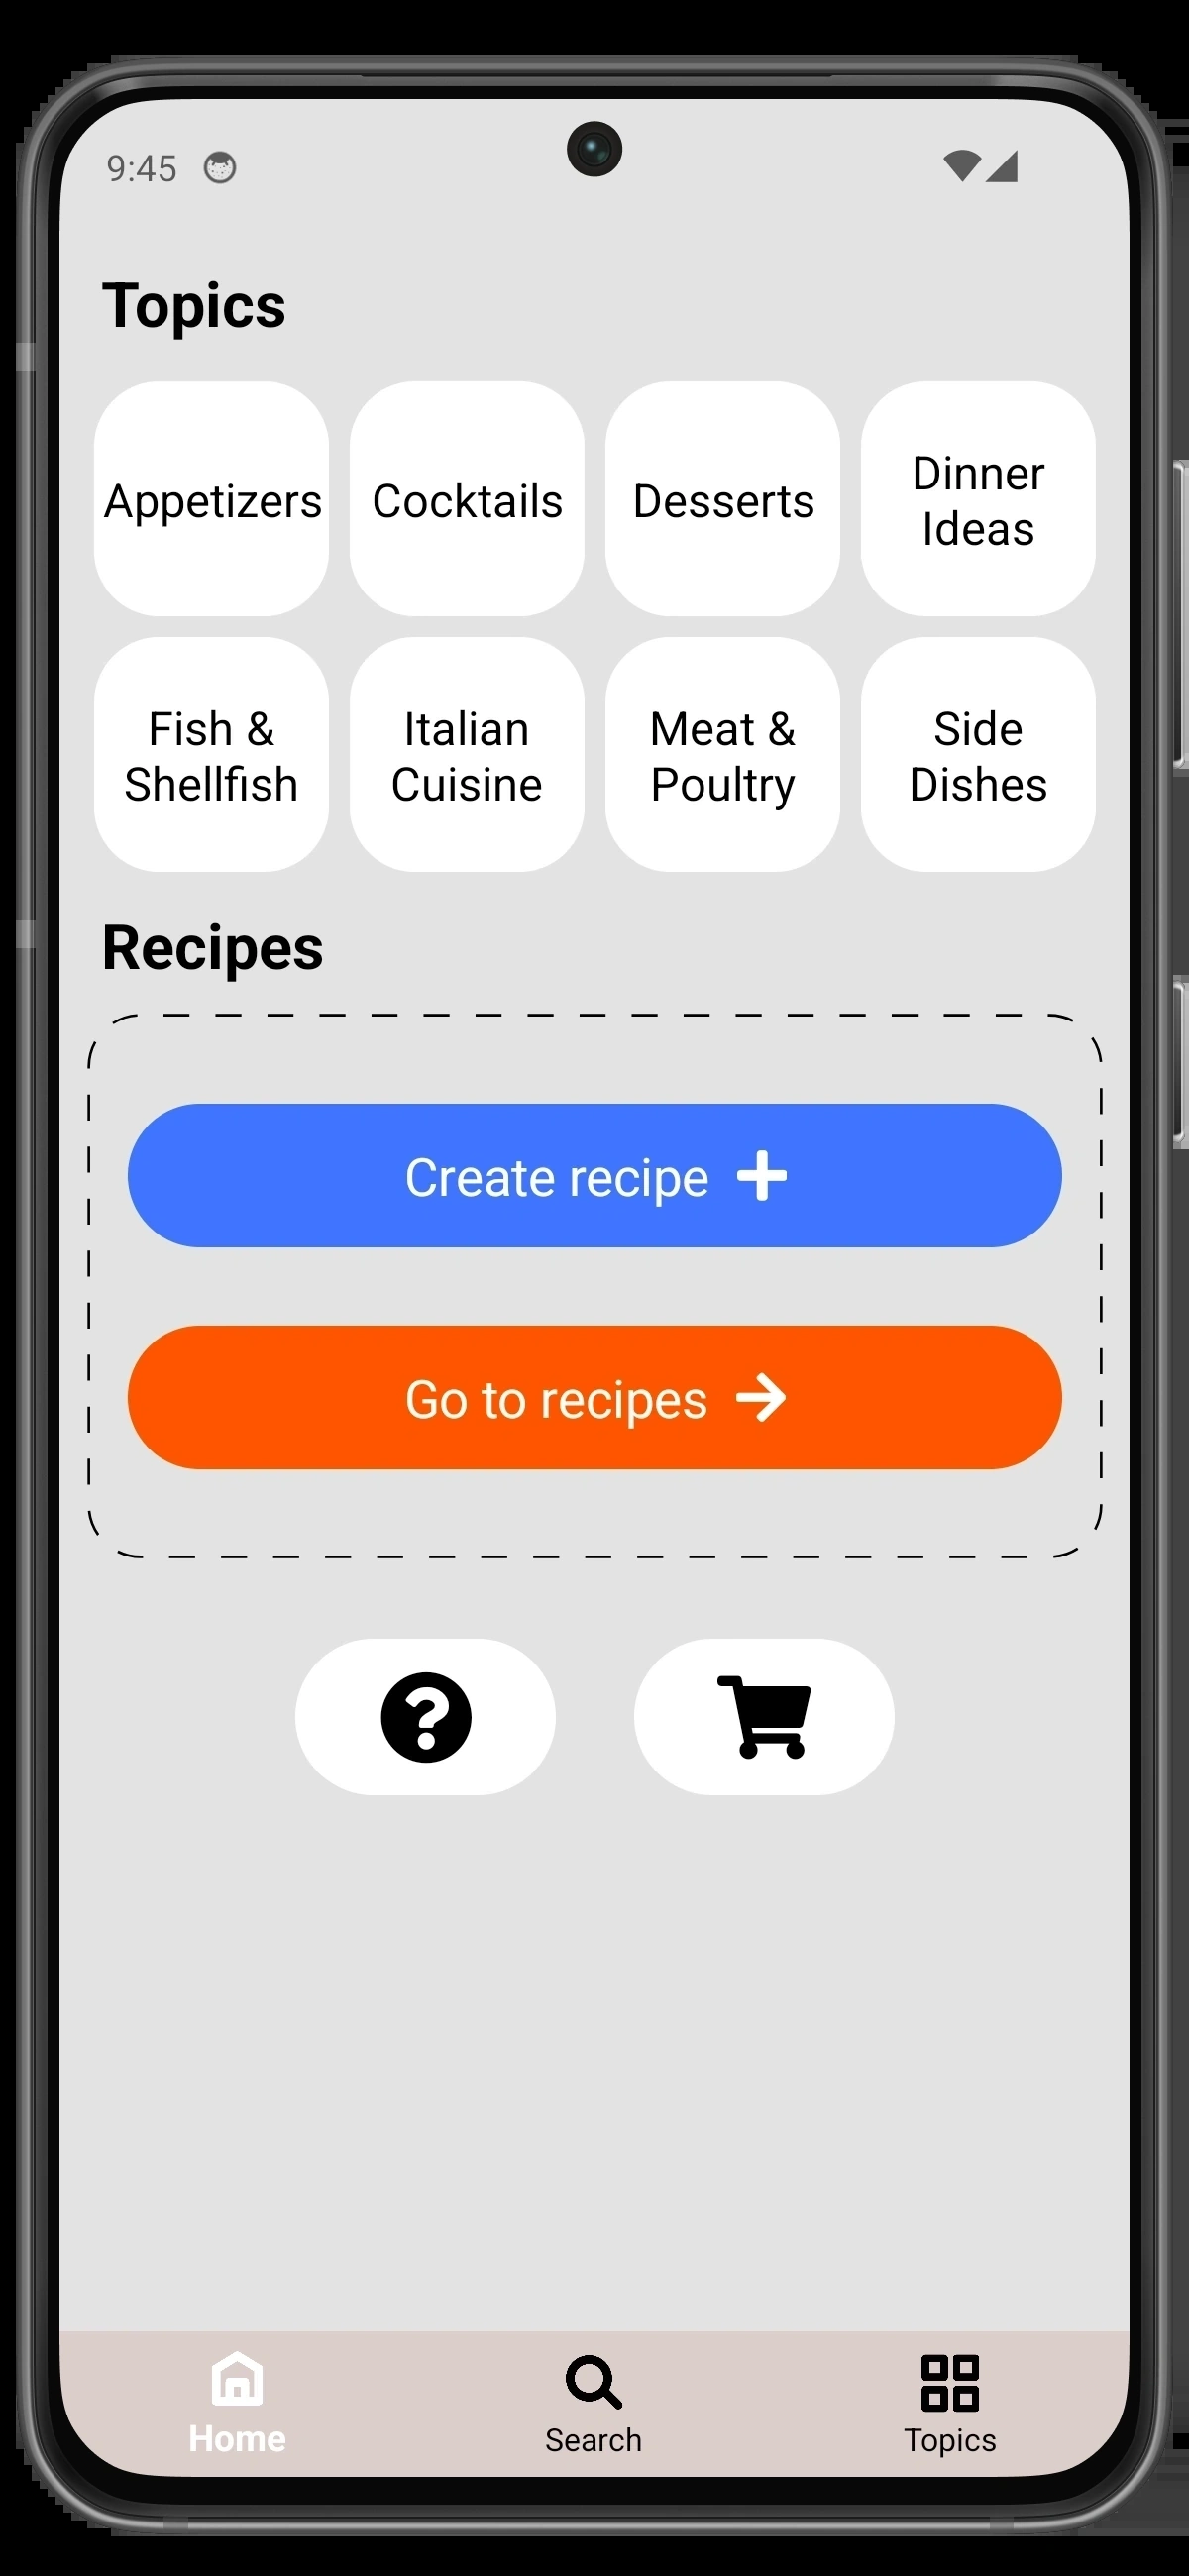 9:45
Topics
Appetizers
Cocktails
Desserts
Dinner
Ideas
Fish &
Shellfish
Italian
Cuisine
Meat &
Poultry
Side
Dishes
Recipes
Create recipe
Go to recipes
Home
Search
Topics